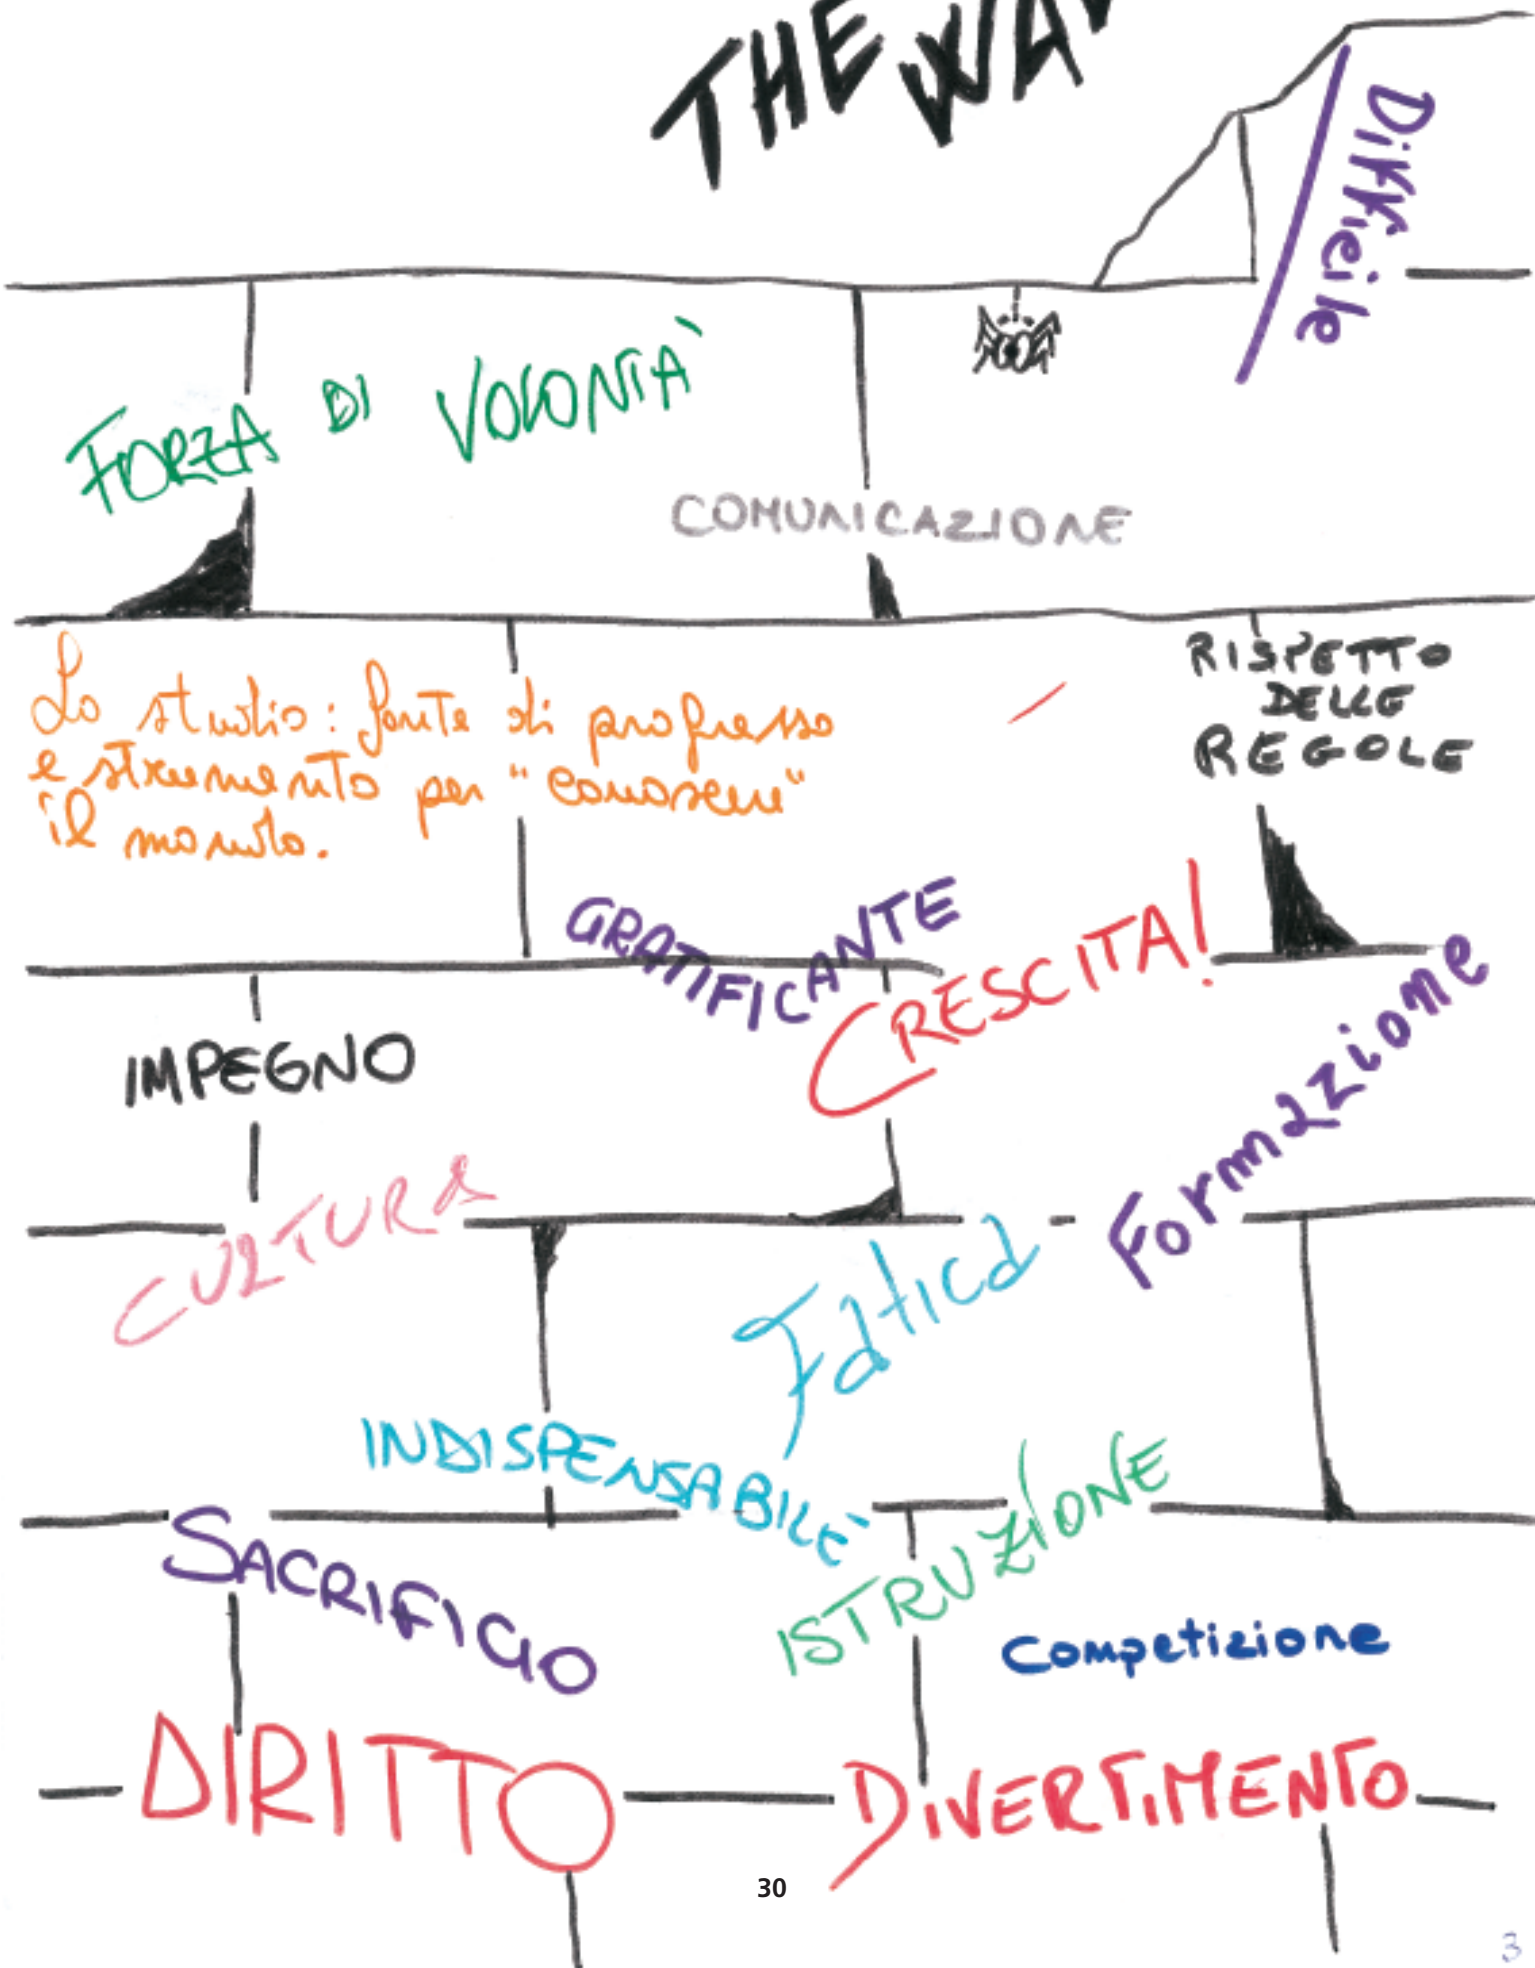 THE WA
Difficile
FORZA DI VOLONTÀ
COMUNICAZIONE
RISPETTO
DELLE
REGOLE
Lo studio: fonte di progresso
e strumento per "conoscere"
il mondo.
GRATIFICANTE
CRESCITA!
Formazione
IMPEGNO
CULTURA
Fatica
INDISPENSABILE
ISTRUZIONE
SACRIFICIO
Competizione
DIRITTO
DIVERTIMENTO
30
3